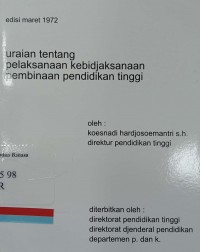 edisi maret 1972
uraian tentang
pelaksanaan kebidjaksanaan
pembinaan pendidikan tinggi
oleh :
koesnadi hardjosoemantri s.h.
direktur pendidikan tinggi
5 98
R
diterbitkan oleh :
direktorat pendidikan tinggi
direktorat djenderal pendidikan
departemen p. dan k.